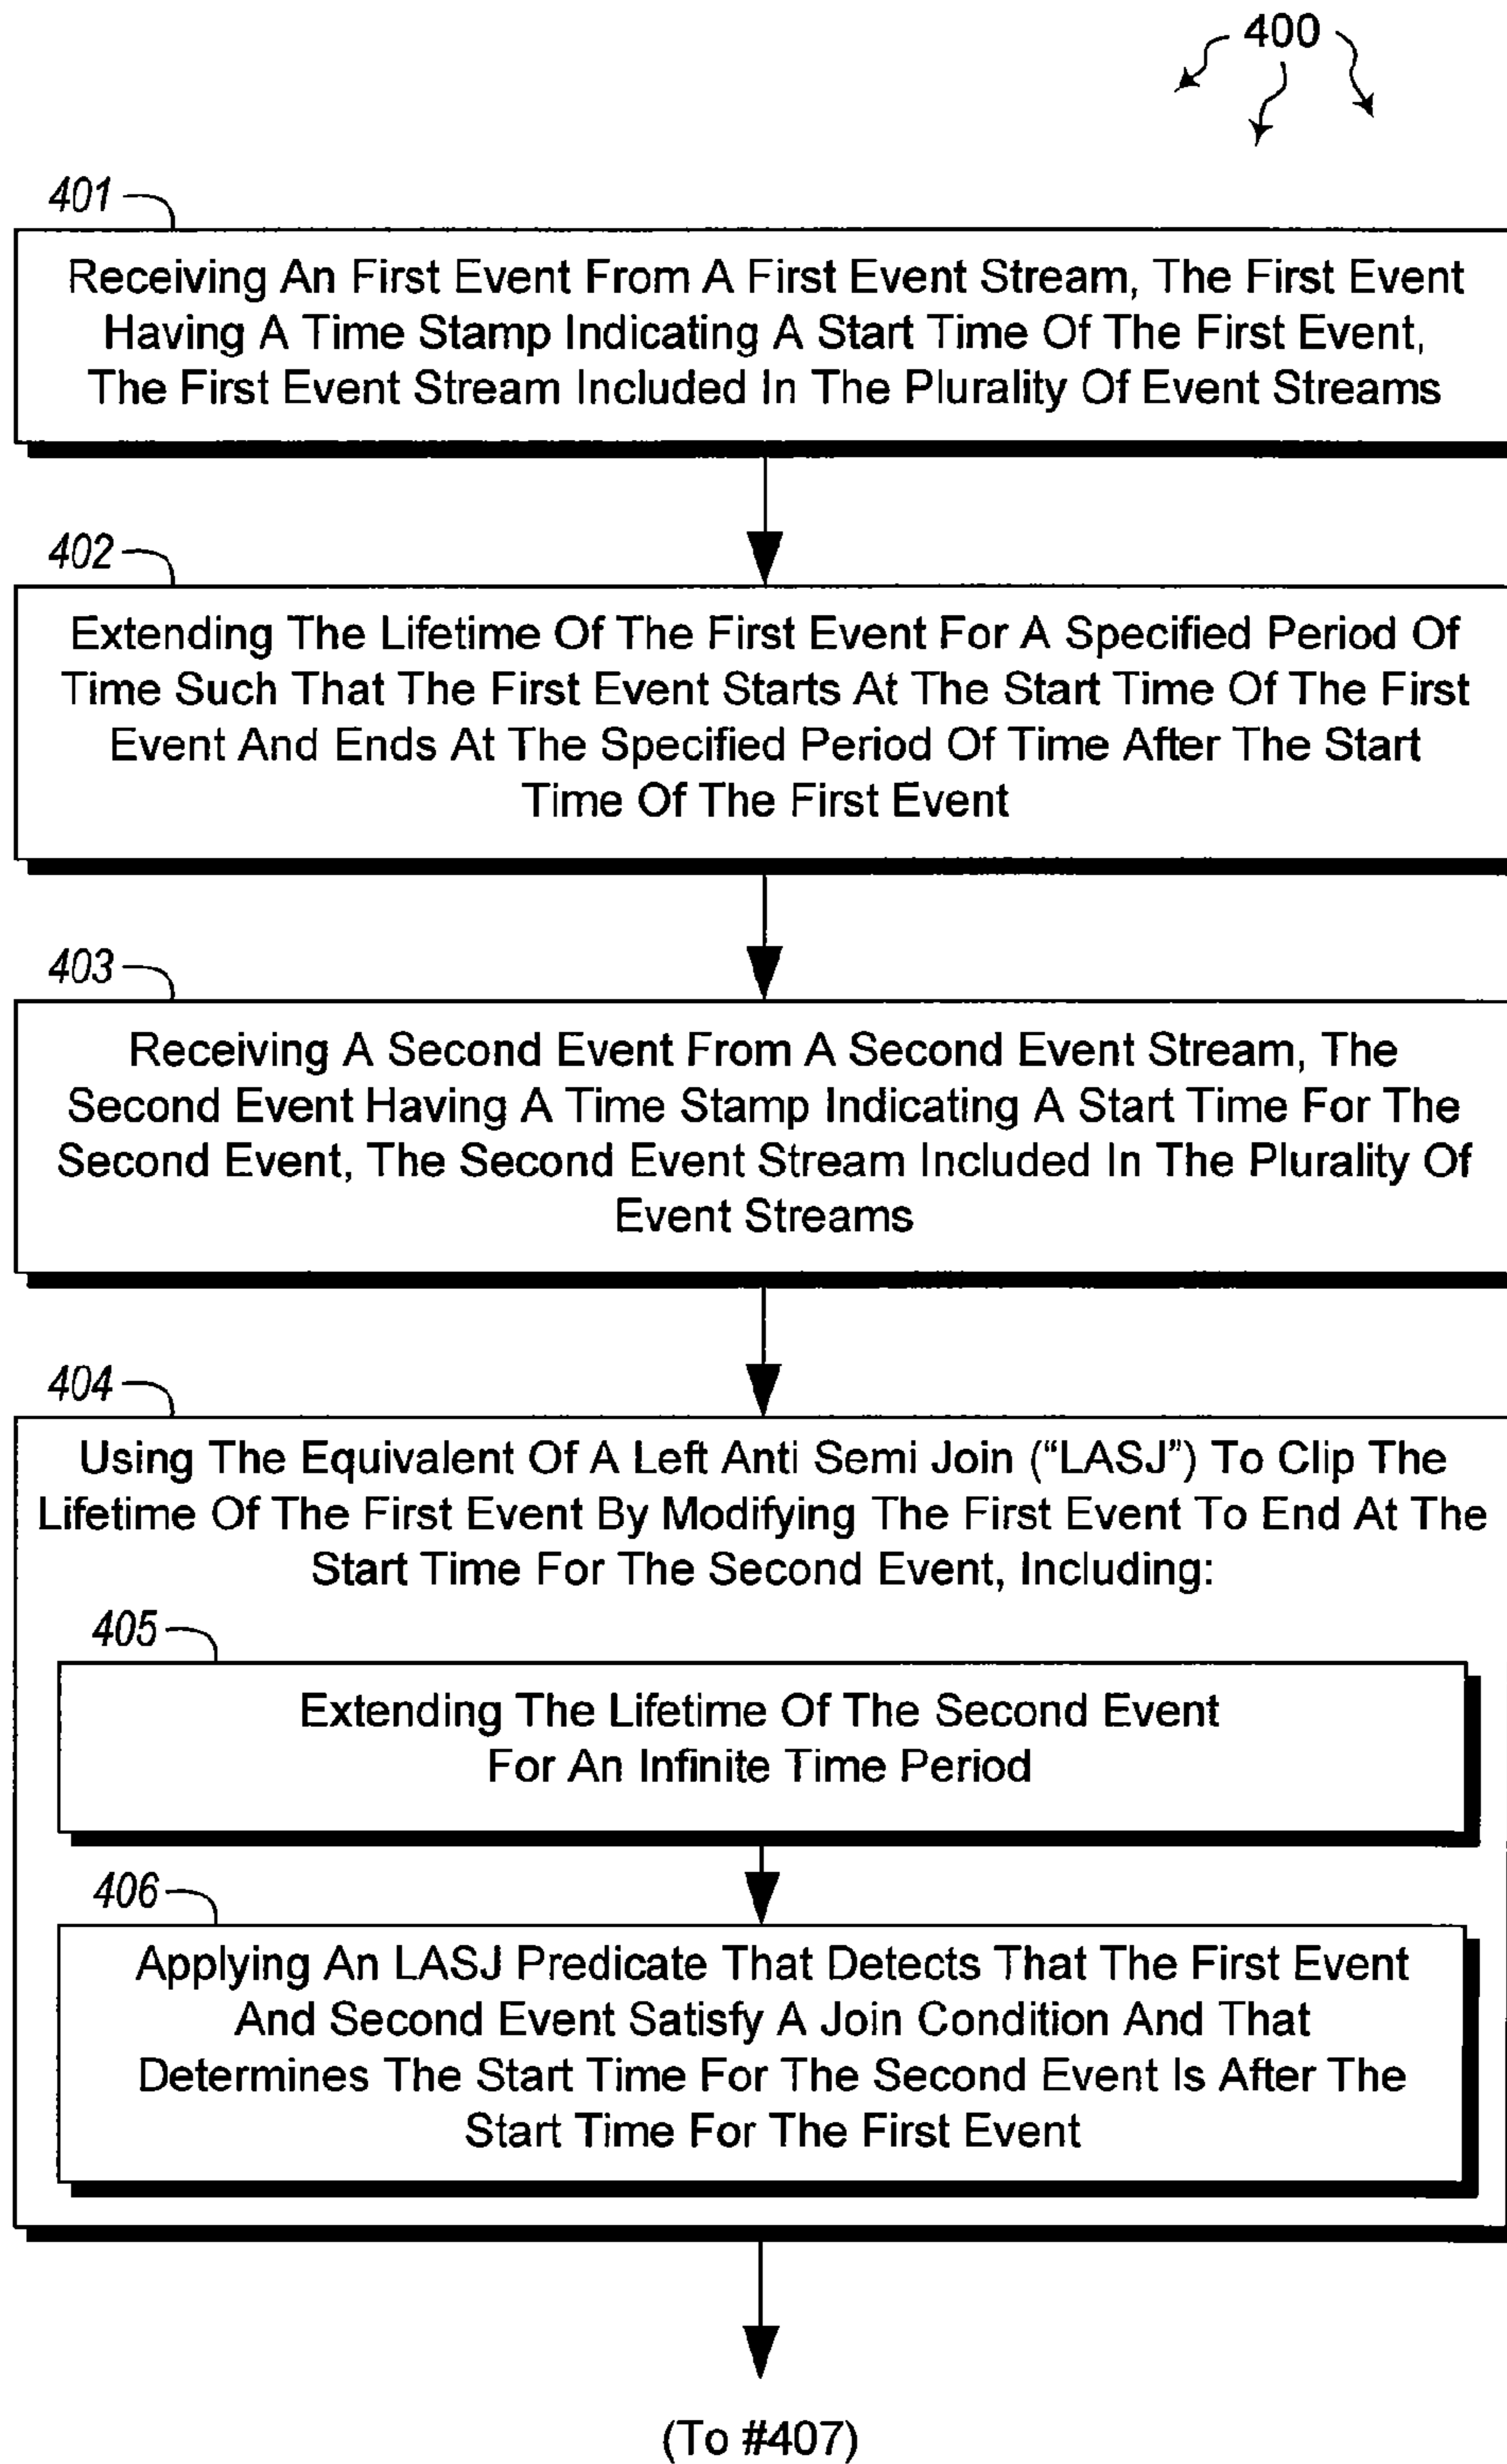 400
401
Receiving An First Event From A First Event Stream, The First Event
Having A Time Stamp Indicating A Start Time Of The First Event,
The First Event Stream Included In The Plurality Of Event Streams
402
Extending The Lifetime Of The First Event For A Specified Period Of
Time Such That The First Event Starts At The Start Time Of The First
Event And Ends At The Specified Period Of Time After The Start
Time Of The First Event
403
Receiving A Second Event From A Second Event Stream, The
Second Event Having A Time Stamp Indicating A Start Time For The
Second Event, The Second Event Stream Included In The Plurality Of
Event Streams
404
Using The Equivalent Of A Left Anti Semi Join (“LASJ”) To Clip The
Lifetime Of The First Event By Modifying The First Event To End At The
Start Time For The Second Event, Including:
405
Extending The Lifetime Of The Second Event
For An Infinite Time Period
406
Applying An LASJ Predicate That Detects That The First Event
And Second Event Satisfy A Join Condition And That
Determines The Start Time For The Second Event Is After The
Start Time For The First Event
(To #407)